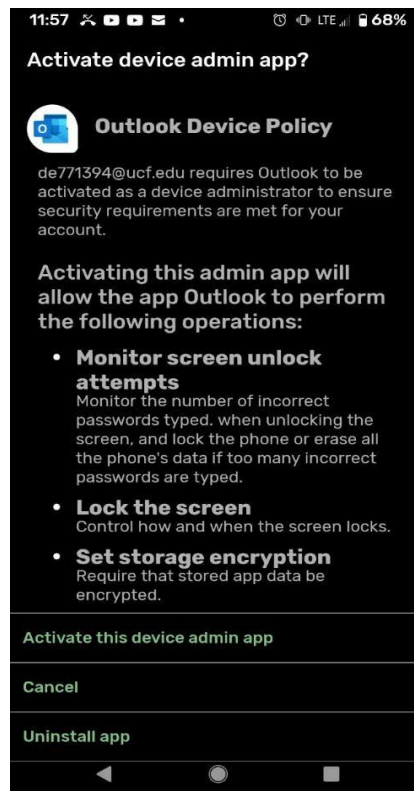 11:57 LTE 68%
Activate device admin app?
Outlook Device Policy
de771394@ucf.edu requires Outlook to be
activated as a device administrator to ensure
security requirements are met for your
account.
Activating this admin app will
allow the app Outlook to perform
the following operations:
• Monitor screen unlock
attempts
Monitor the number of incorrect
passwords typed. when unlocking the
screen, and lock the phone or erase all
the phone's data if too many incorrect
passwords are typed.
• Lock the screen
Control how and when the screen locks.
• Set storage encryption
Require that stored app data be
encrypted.
Activate this device admin app
Cancel
Uninstall app